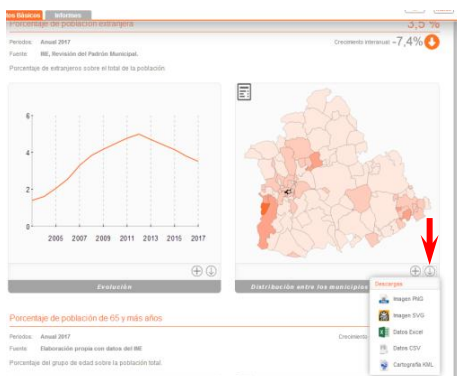 tos Básicos Informes
Porcentaje de población extranjera 3,5 %
Periodos: Anual 2017 Crecimiento interanual -7,4%
Fuente: INE, Revisión del Padrón Municipal.
Porcentaje de extranjeros sobre el total de la población
6
4
2
0
2005 2007 2009 2011 2013 2015 2017
Evolución
Distribución entre los municipios
Descargas
Imagen PNG
Imagen SVG
Datos Excel
Datos CSV
Cartografía KML
Porcentaje de población de 65 y más años
Periodos: Anual 2017 Crecimiento
Fuente: Elaboración propia con datos del INE
Porcentaje del grupo de edad sobre la población total.